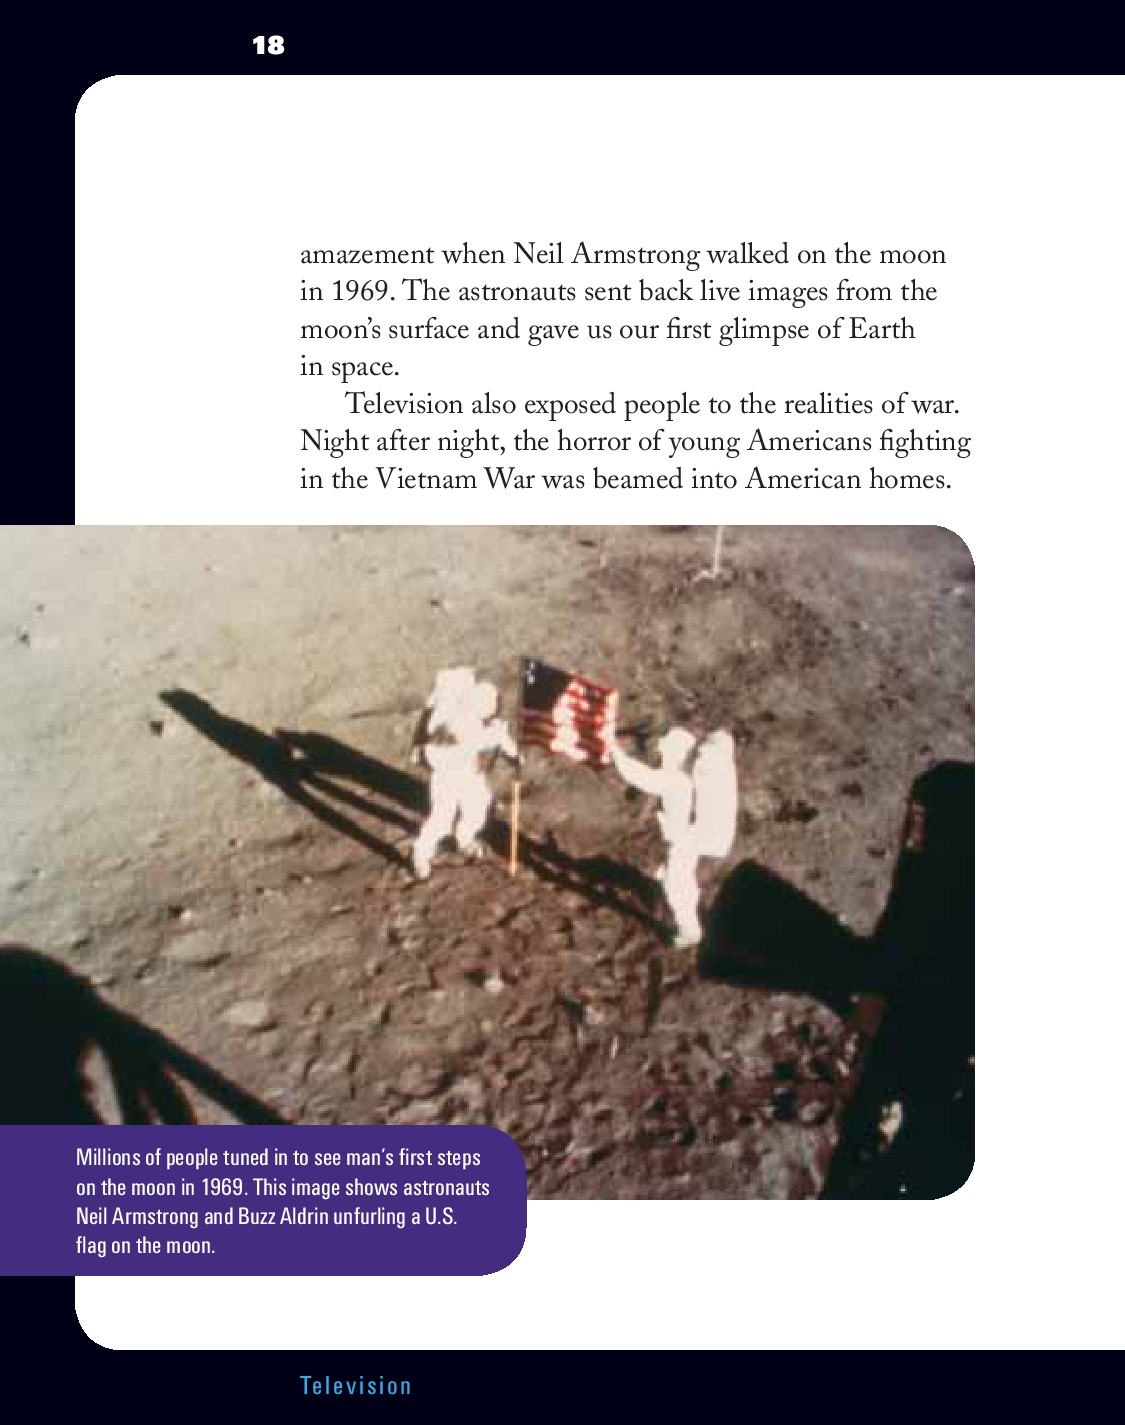 18
amazement when Neil Armstrong walked on the moon
in 1969. The astronauts sent back live images from the
moon’s surface and gave us our first glimpse of Earth
in space.
Television also exposed people to the realities of war.
Night after night, the horror of young Americans fighting
in the Vietnam War was beamed into American homes.
Millions of people tuned in to see man’s first steps
on the moon in 1969. This image shows astronauts
Neil Armstrong and Buzz Aldrin unfurling a U.S.
flag on the moon.
Television